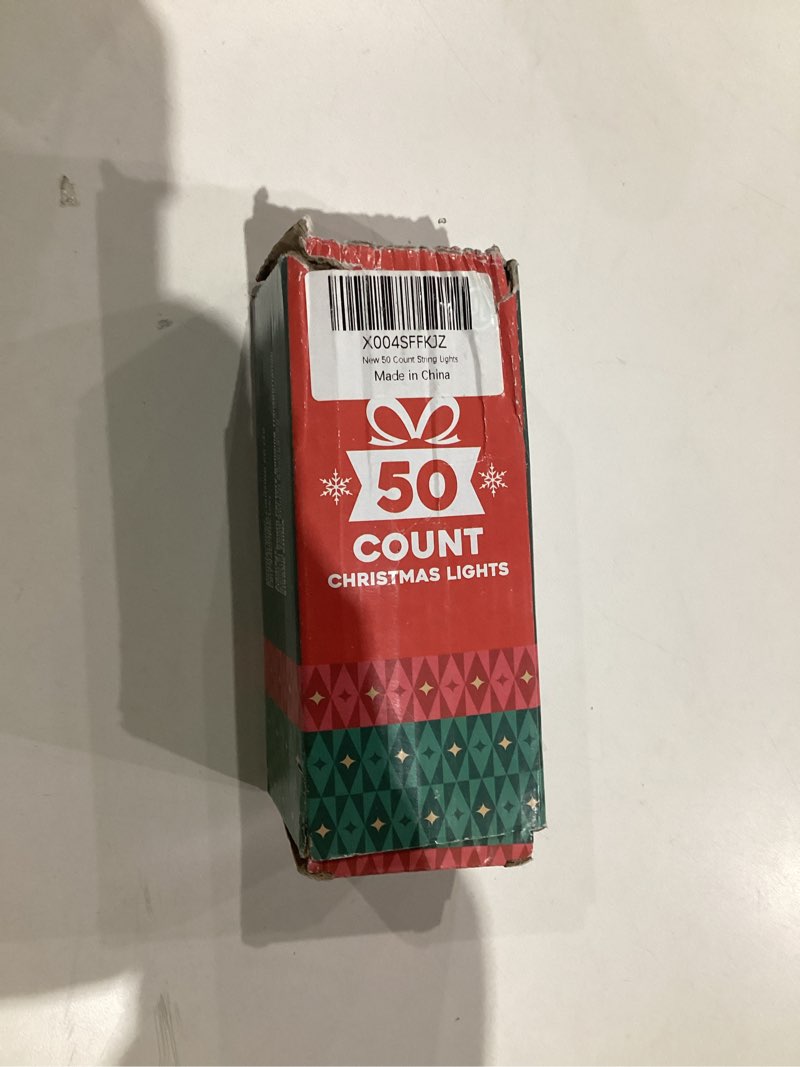 X004SFFKJZ
New 50 Count String Lights
Made in China
50
COUNT
CHRISTMAS LIGHTS